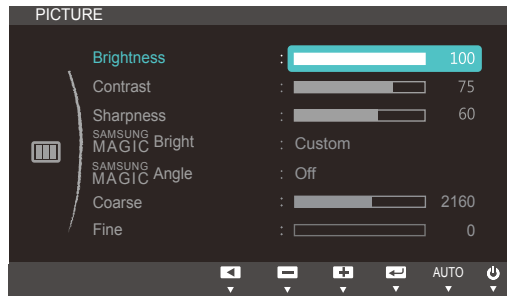 PICTURE
Brightness : 100
Contrast : 75
Sharpness : 60
SAMSUNG MAGIC Bright : Custom
SAMSUNG MAGIC Angle : Off
Coarse : 2160
Fine : 0
AUTO